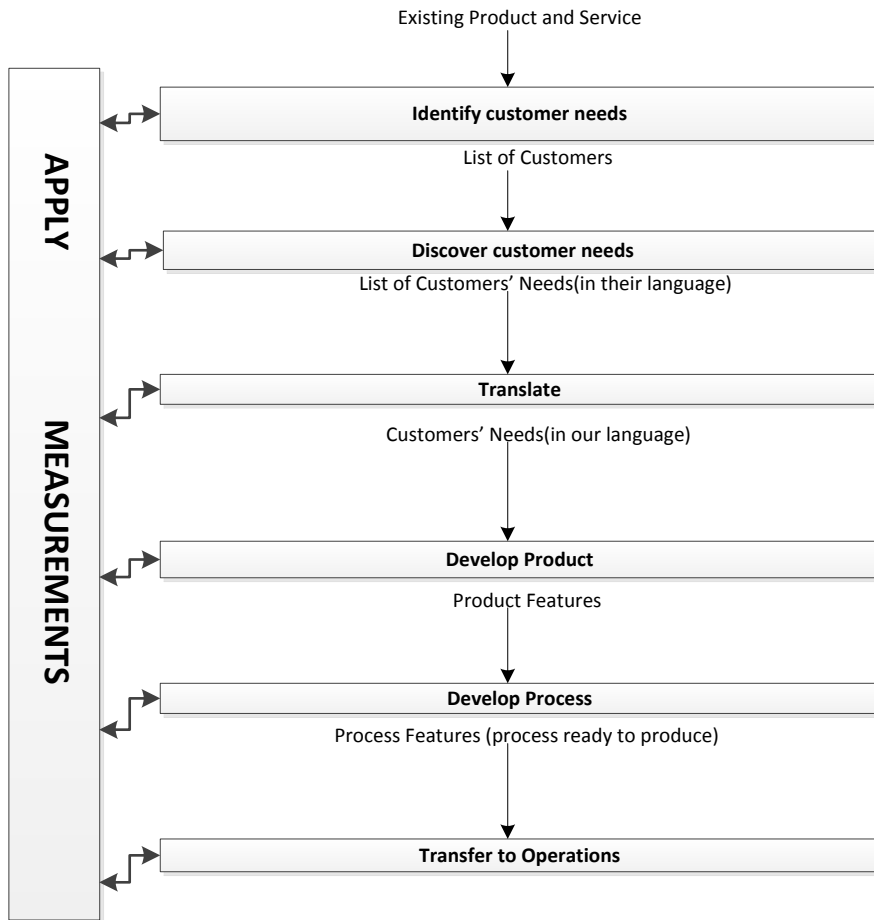 Existing Product and Service
Identify customer needs
List of Customers
Discover customer needs
List of Customers’ Needs(in their language)
Translate
Customers’ Needs(in our language)
Develop Product
Product Features
Develop Process
Process Features (process ready to produce)
Transfer to Operations
APPLY MEASUREMENTS